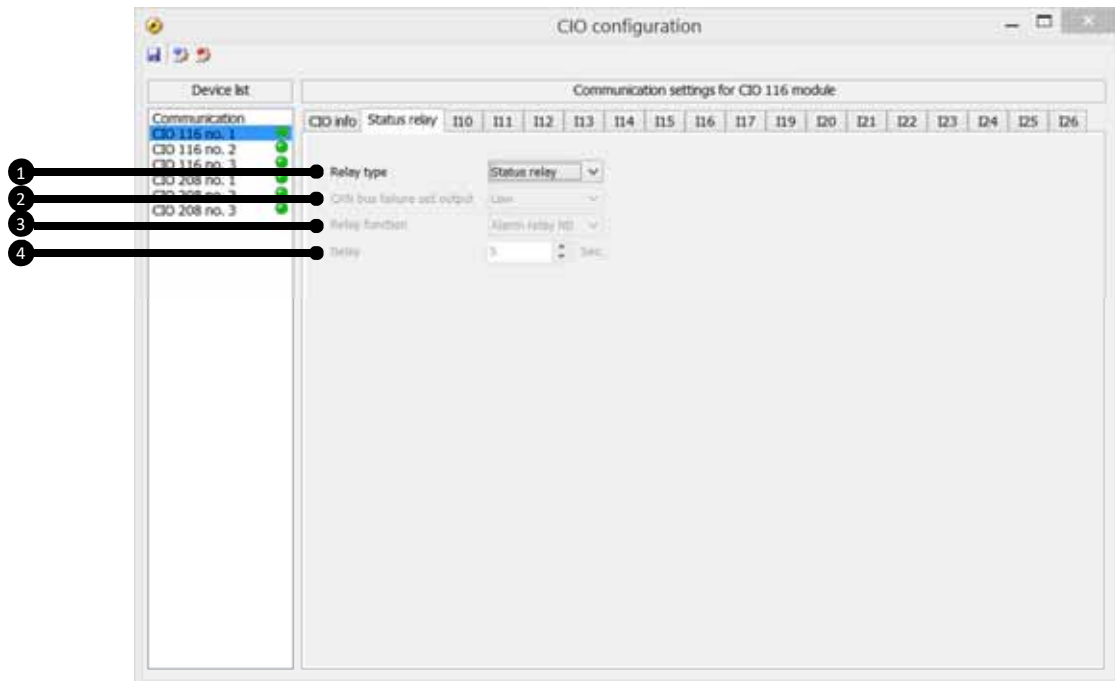 CIO configuration
Device list
Communication settings for CIO 116 module
Communication
CIO 116 no. 1
CIO 116 no. 2
CIO 116 no. 3
CIO 208 no. 1
CIO 208 no. 2
CIO 208 no. 3
CIO info Status relay I10 I11 I12 I13 I14 I15 I16 I17 I19 I20 I21 I22 I23 I24 I25 I26
1 Relay type Status relay
2 CAN bus failure set output Low
3 Relay function Alarm relay ND
4 Delay 5 Sec.